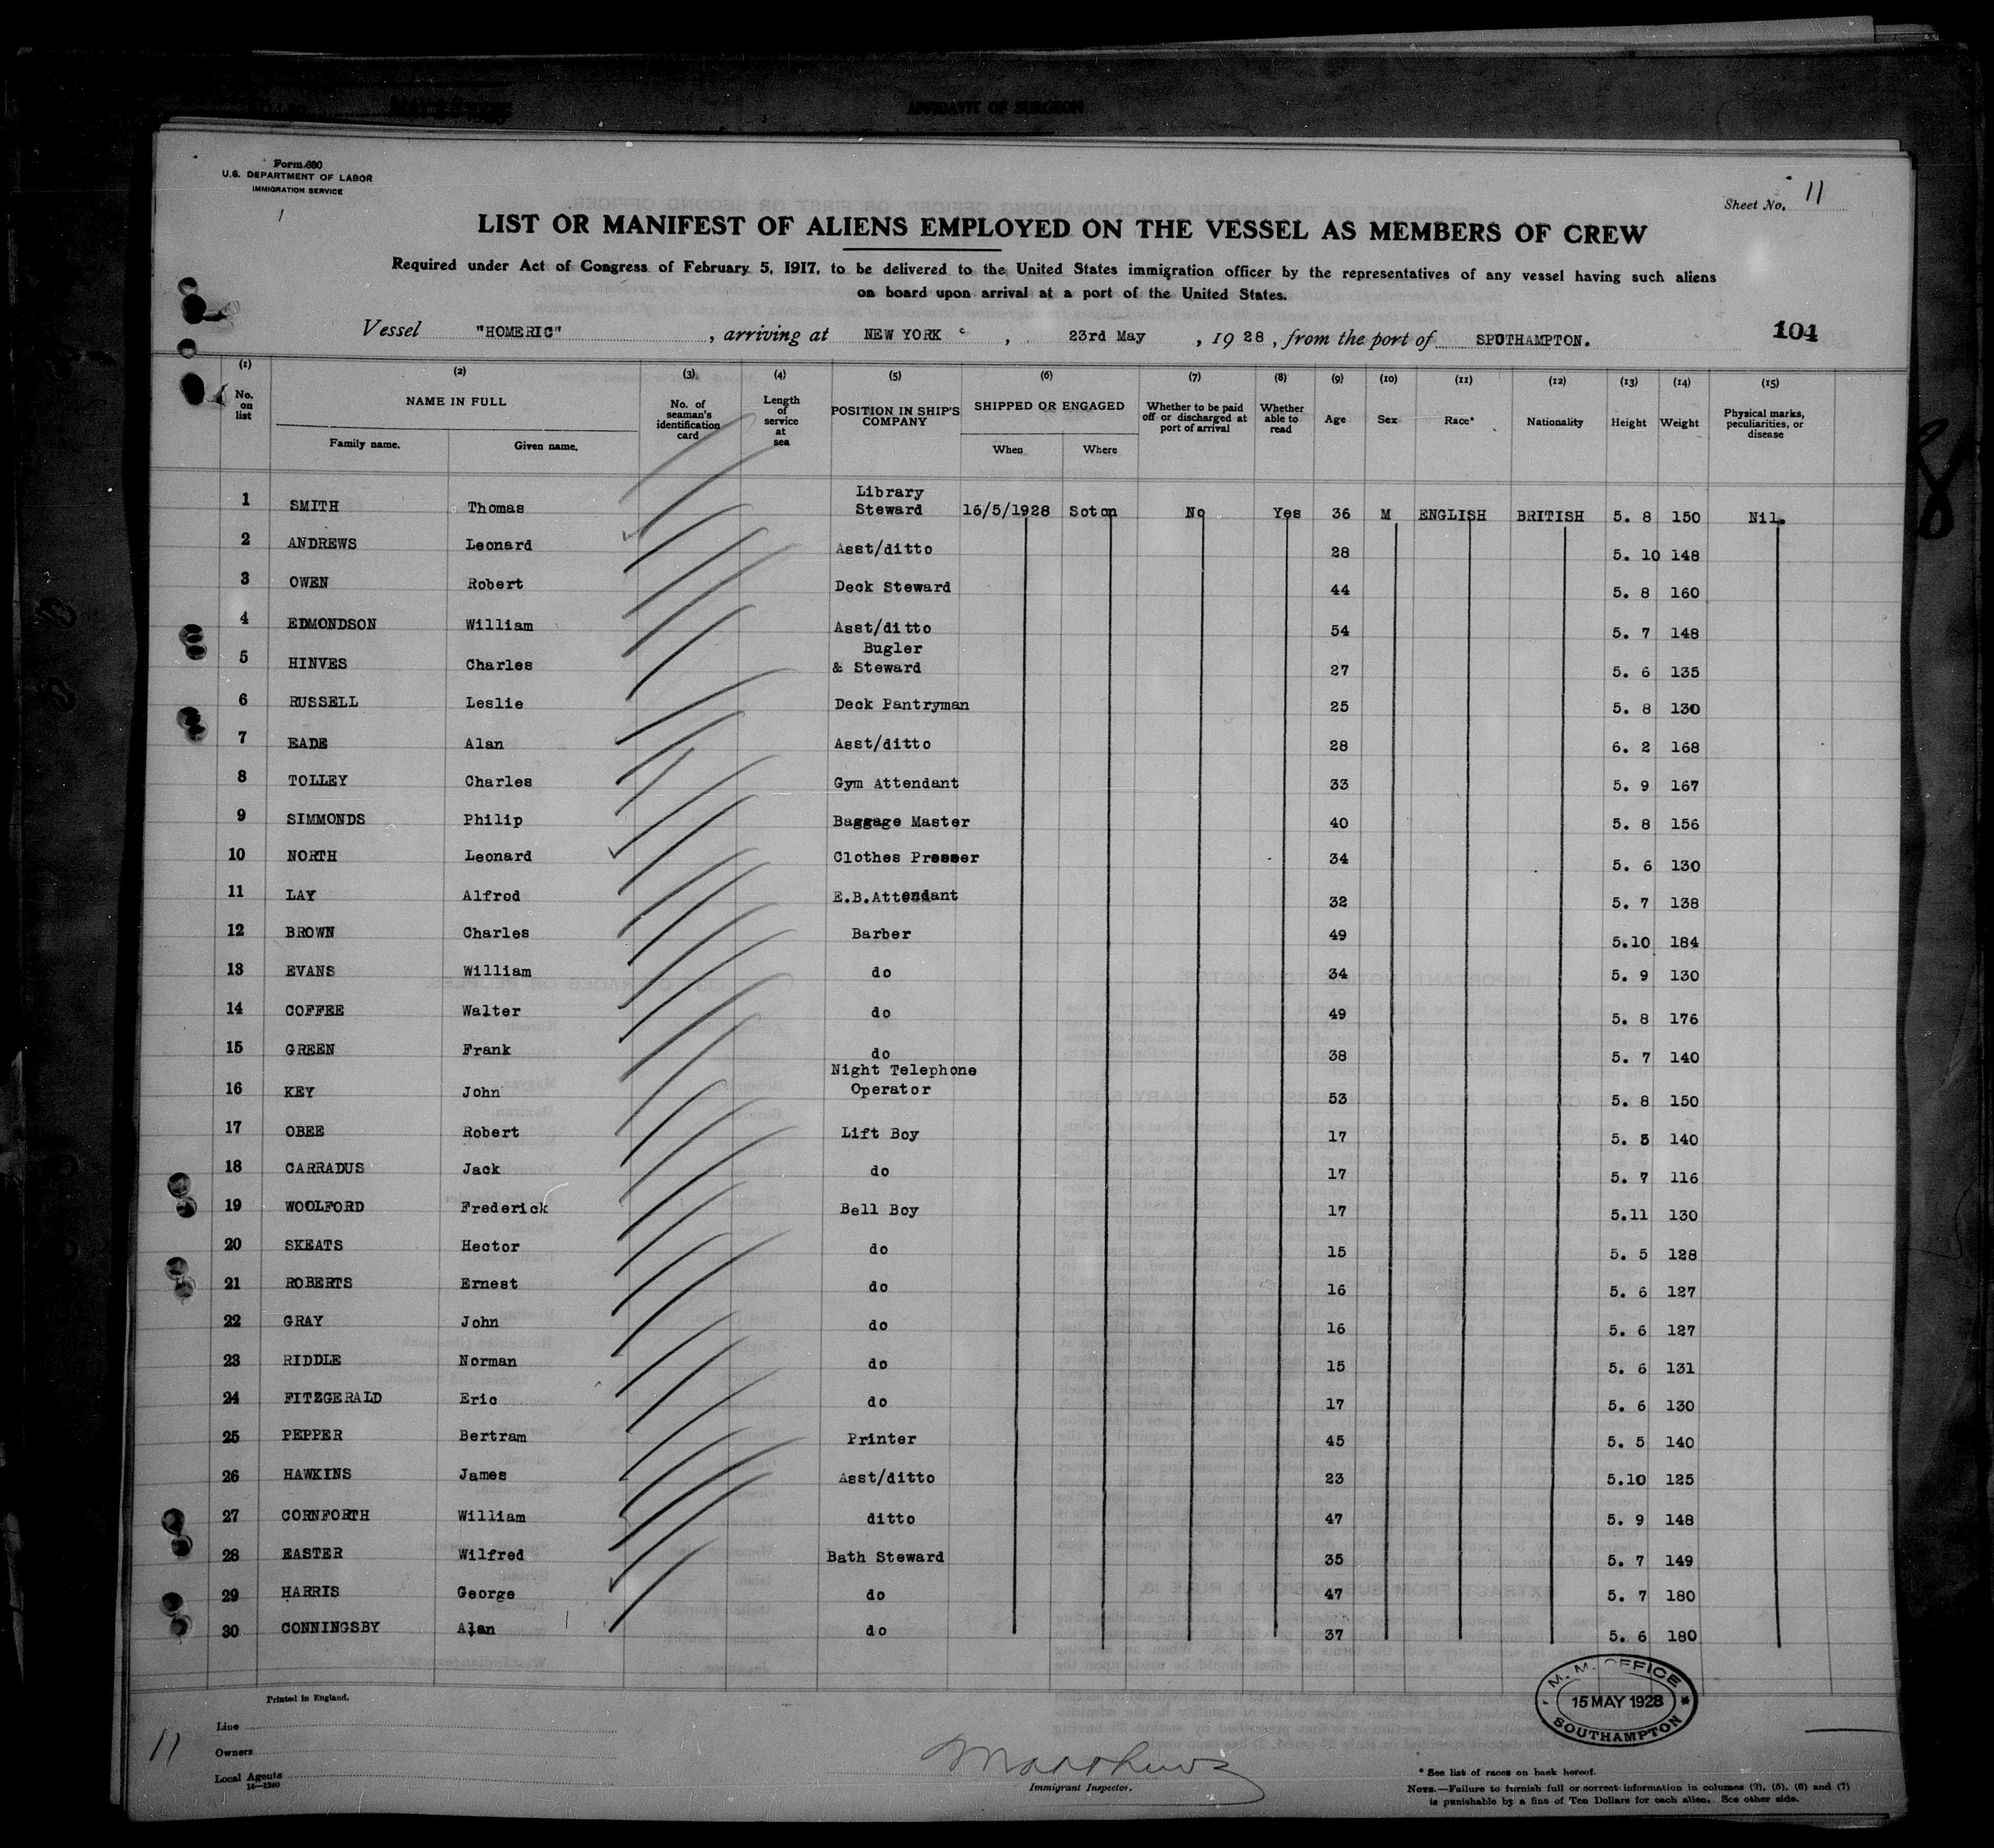 AFFIDAVIT OF SURGEON
Form 680
U.S. DEPARTMENT OF LABOR
IMMIGRATION SERVICE
Sheet No. 11
LIST OR MANIFEST OF ALIENS EMPLOYED ON THE VESSEL AS MEMBERS OF CREW
Required under Act of Congress of February 5, 1917, to be delivered to the United States immigration officer by the representatives of any vessel having such aliens
on board upon arrival at a port of the United States.
Vessel "HOMERIC", arriving at NEW YORK, 23rd May, 1928, from the port of SPUTHAMPTON.
104
(1) (2) (3) (4) (5) (6) (7) (8) (9) (10) (11) (12) (13) (14) (15)
No. on list NAME IN FULL Family name. Given name. No. of seaman's identification card Length of service at sea POSITION IN SHIP'S COMPANY SHIPPED OR ENGAGED When Where Whether to be paid off or discharged at port of arrival Whether able to read Age Sex Race* Nationality Height Weight Physical marks, peculiarities, or disease
1 SMITH Thomas Library Steward 16/5/1928 Soton No Yes 36 M ENGLISH BRITISH 5. 8 150 Nil.
2 ANDREWS Leonard Asst/ditto 28 5. 10 148
3 OWEN Robert Deck Steward 44 5. 8 160
4 EDMONDSON William Asst/ditto 54 5. 7 148
5 HINVES Charles Bugler & Steward 27 5. 6 135
6 RUSSELL Leslie Deck Pantryman 25 5. 8 130
7 EADE Alan Asst/ditto 28 6. 2 168
8 TOLLEY Charles Gym Attendant 33 5. 9 167
9 SIMMONDS Philip Baggage Master 40 5. 8 156
10 NORTH Leonard Clothes Presser 34 5. 6 130
11 LAY Alfred E.B.Attendant 32 5. 7 138
12 BROWN Charles Barber 49 5.10 184
13 EVANS William do 34 5. 9 130
14 COFFEE Walter do 49 5. 8 176
15 GREEN Frank do 38 5. 7 140
16 KEY John Night Telephone Operator 53 5. 8 150
17 OBEE Robert Lift Boy 17 5. 5 140
18 CARRADUS Jack do 17 5. 7 116
19 WOOLFORD Frederick Bell Boy 17 5.11 130
20 SKEATS Hector do 15 5. 5 128
21 ROBERTS Ernest do 16 5. 6 127
22 GRAY John do 16 5. 6 127
23 RIDDLE Norman do 15 5. 6 131
24 FITZGERALD Eric do 17 5. 6 130
25 PEPPER Bertram Printer 45 5. 5 140
26 HAWKINS James Asst/ditto 23 5.10 125
27 CORNFORTH William ditto 47 5. 9 148
28 EASTER Wilfred Bath Steward 35 5. 7 149
29 HARRIS George do 47 5. 7 180
30 CONNINGSBY Alan do 37 5. 6 180
M. M. OFFICE
15 MAY 1928
SOUTHAMPTON
Printed in England.
11
Line
Owners
Local Agents
14—1240
Matthews
Immigrant Inspector.
* See list of races on back hereof.
NOTE.—Failure to furnish full or correct information in columns (2), (5), (6) and (7)
is punishable by a fine of Ten Dollars for each alien. See other side.